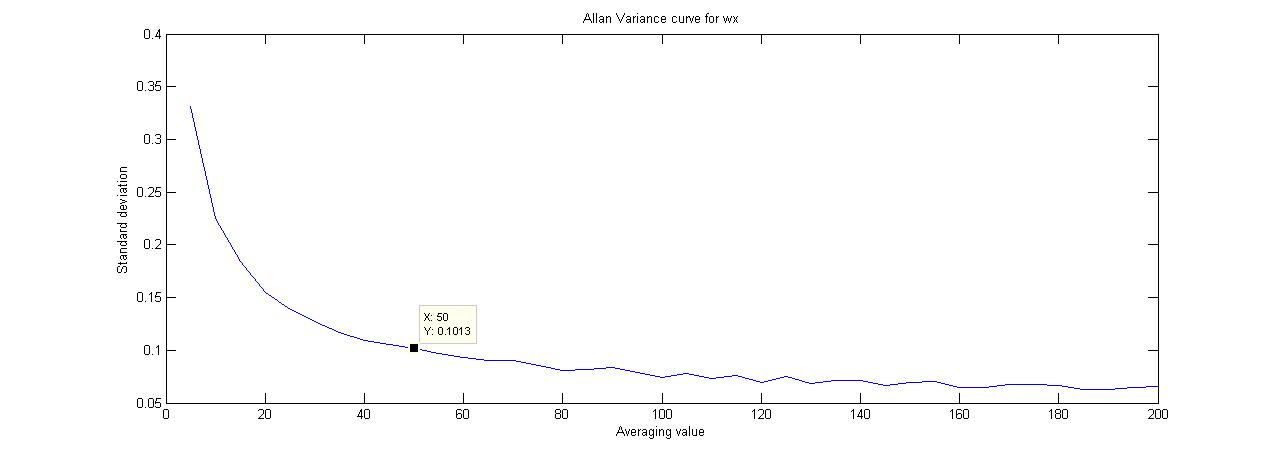 Allan Variance curve for wx
0.4
0.35
0.3
0.25
0.2
0.15
0.1
0.05
Standard deviation
X: 50
Y: 0.1013
0 20 40 60 80 100 120 140 160 180 200
Averaging value